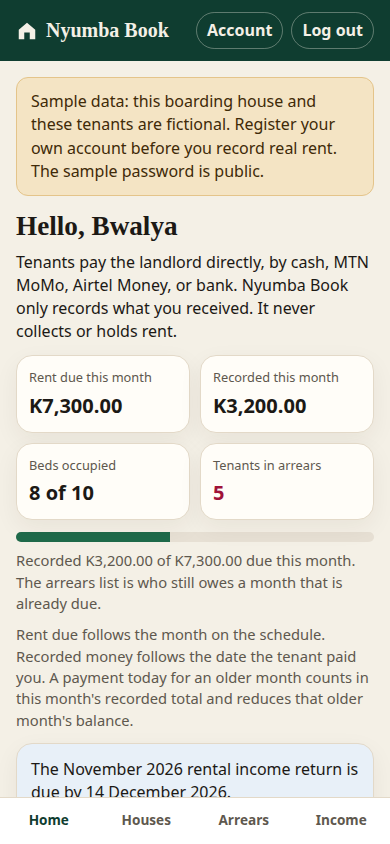 Nyumba Book
Account
Log out
Sample data: this boarding house and
these tenants are fictional. Register your
own account before you record real rent.
The sample password is public.
Hello, Bwalya
Tenants pay the landlord directly, by cash, MTN
MoMo, Airtel Money, or bank. Nyumba Book
only records what you received. It never
collects or holds rent.
Rent due this month
K7,300.00
Recorded this month
K3,200.00
Beds occupied
8 of 10
Tenants in arrears
5
Recorded K3,200.00 of K7,300.00 due this month.
The arrears list is who still owes a month that is
already due.
Rent due follows the month on the schedule.
Recorded money follows the date the tenant paid
you. A payment today for an older month counts in
this month's recorded total and reduces that older
month's balance.
The November 2026 rental income return is
due by 14 December 2026.
Home
Houses
Arrears
Income